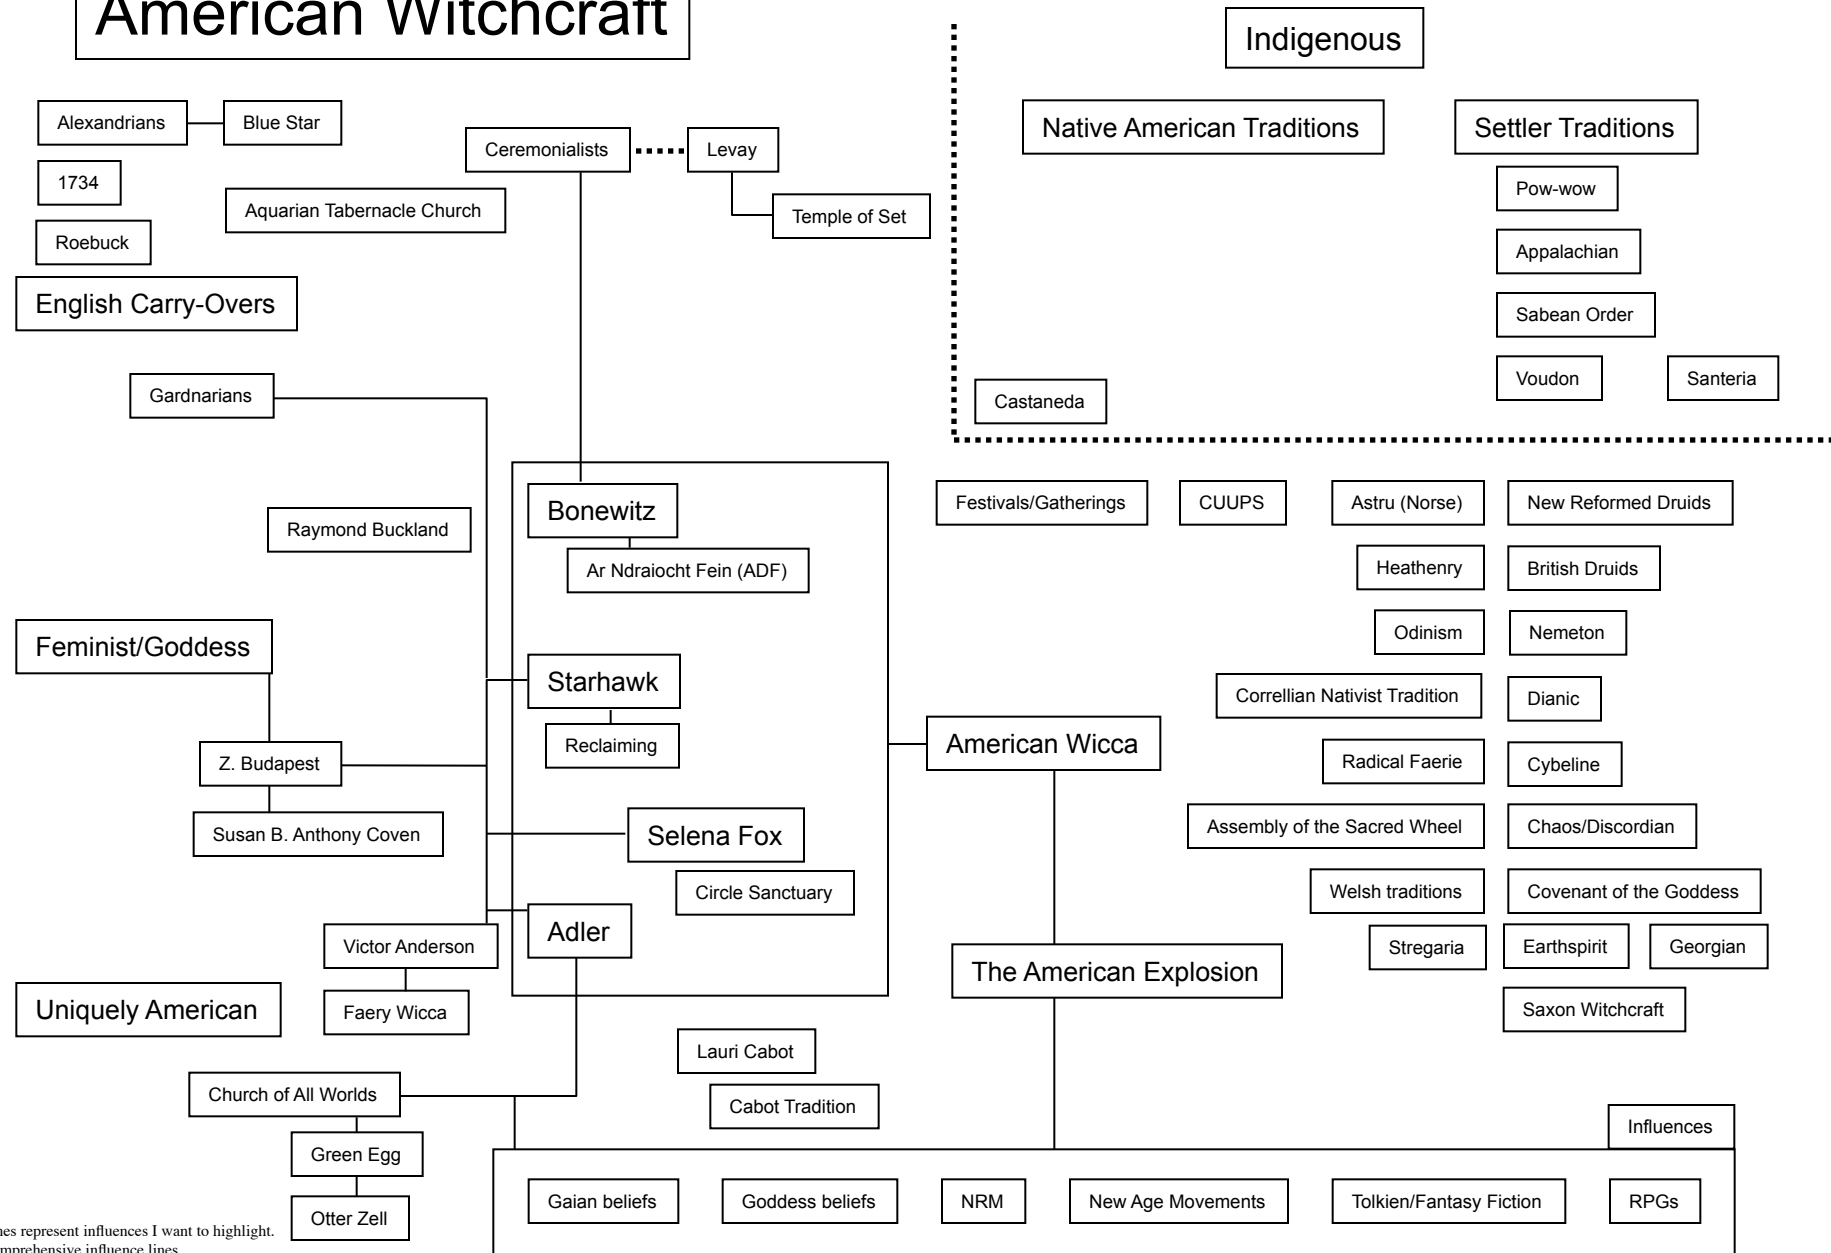 American Witchcraft
Indigenous
Alexandrians
Blue Star
Ceremonialists
Levay
Native American Traditions
Settler Traditions
1734
Aquarian Tabernacle Church
Temple of Set
Pow-wow
Roebuck
Appalachian
English Carry-Overs
Sabean Order
Gardnarians
Castaneda
Voudon
Santeria
Raymond Buckland
Bonewitz
Ar Ndraiocht Fein (ADF)
Festivals/Gatherings
CUUPS
Astru (Norse)
New Reformed Druids
Heathenry
British Druids
Feminist/Goddess
Starhawk
Reclaiming
Odinism
Nemeton
Correllian Nativist Tradition
Dianic
Z. Budapest
American Wicca
Radical Faerie
Cybeline
Susan B. Anthony Coven
Selena Fox
Circle Sanctuary
Assembly of the Sacred Wheel
Chaos/Discordian
Welsh traditions
Covenant of the Goddess
Victor Anderson
Adler
Stregaria
Earthspirit
Georgian
Uniquely American
Faery Wicca
The American Explosion
Saxon Witchcraft
Lauri Cabot
Cabot Tradition
Church of All Worlds
Green Egg
Otter Zell
Influences
Gaian beliefs
Goddess beliefs
NRM
New Age Movements
Tolkien/Fantasy Fiction
RPGs
represent influences I want to highlight.
influence lines